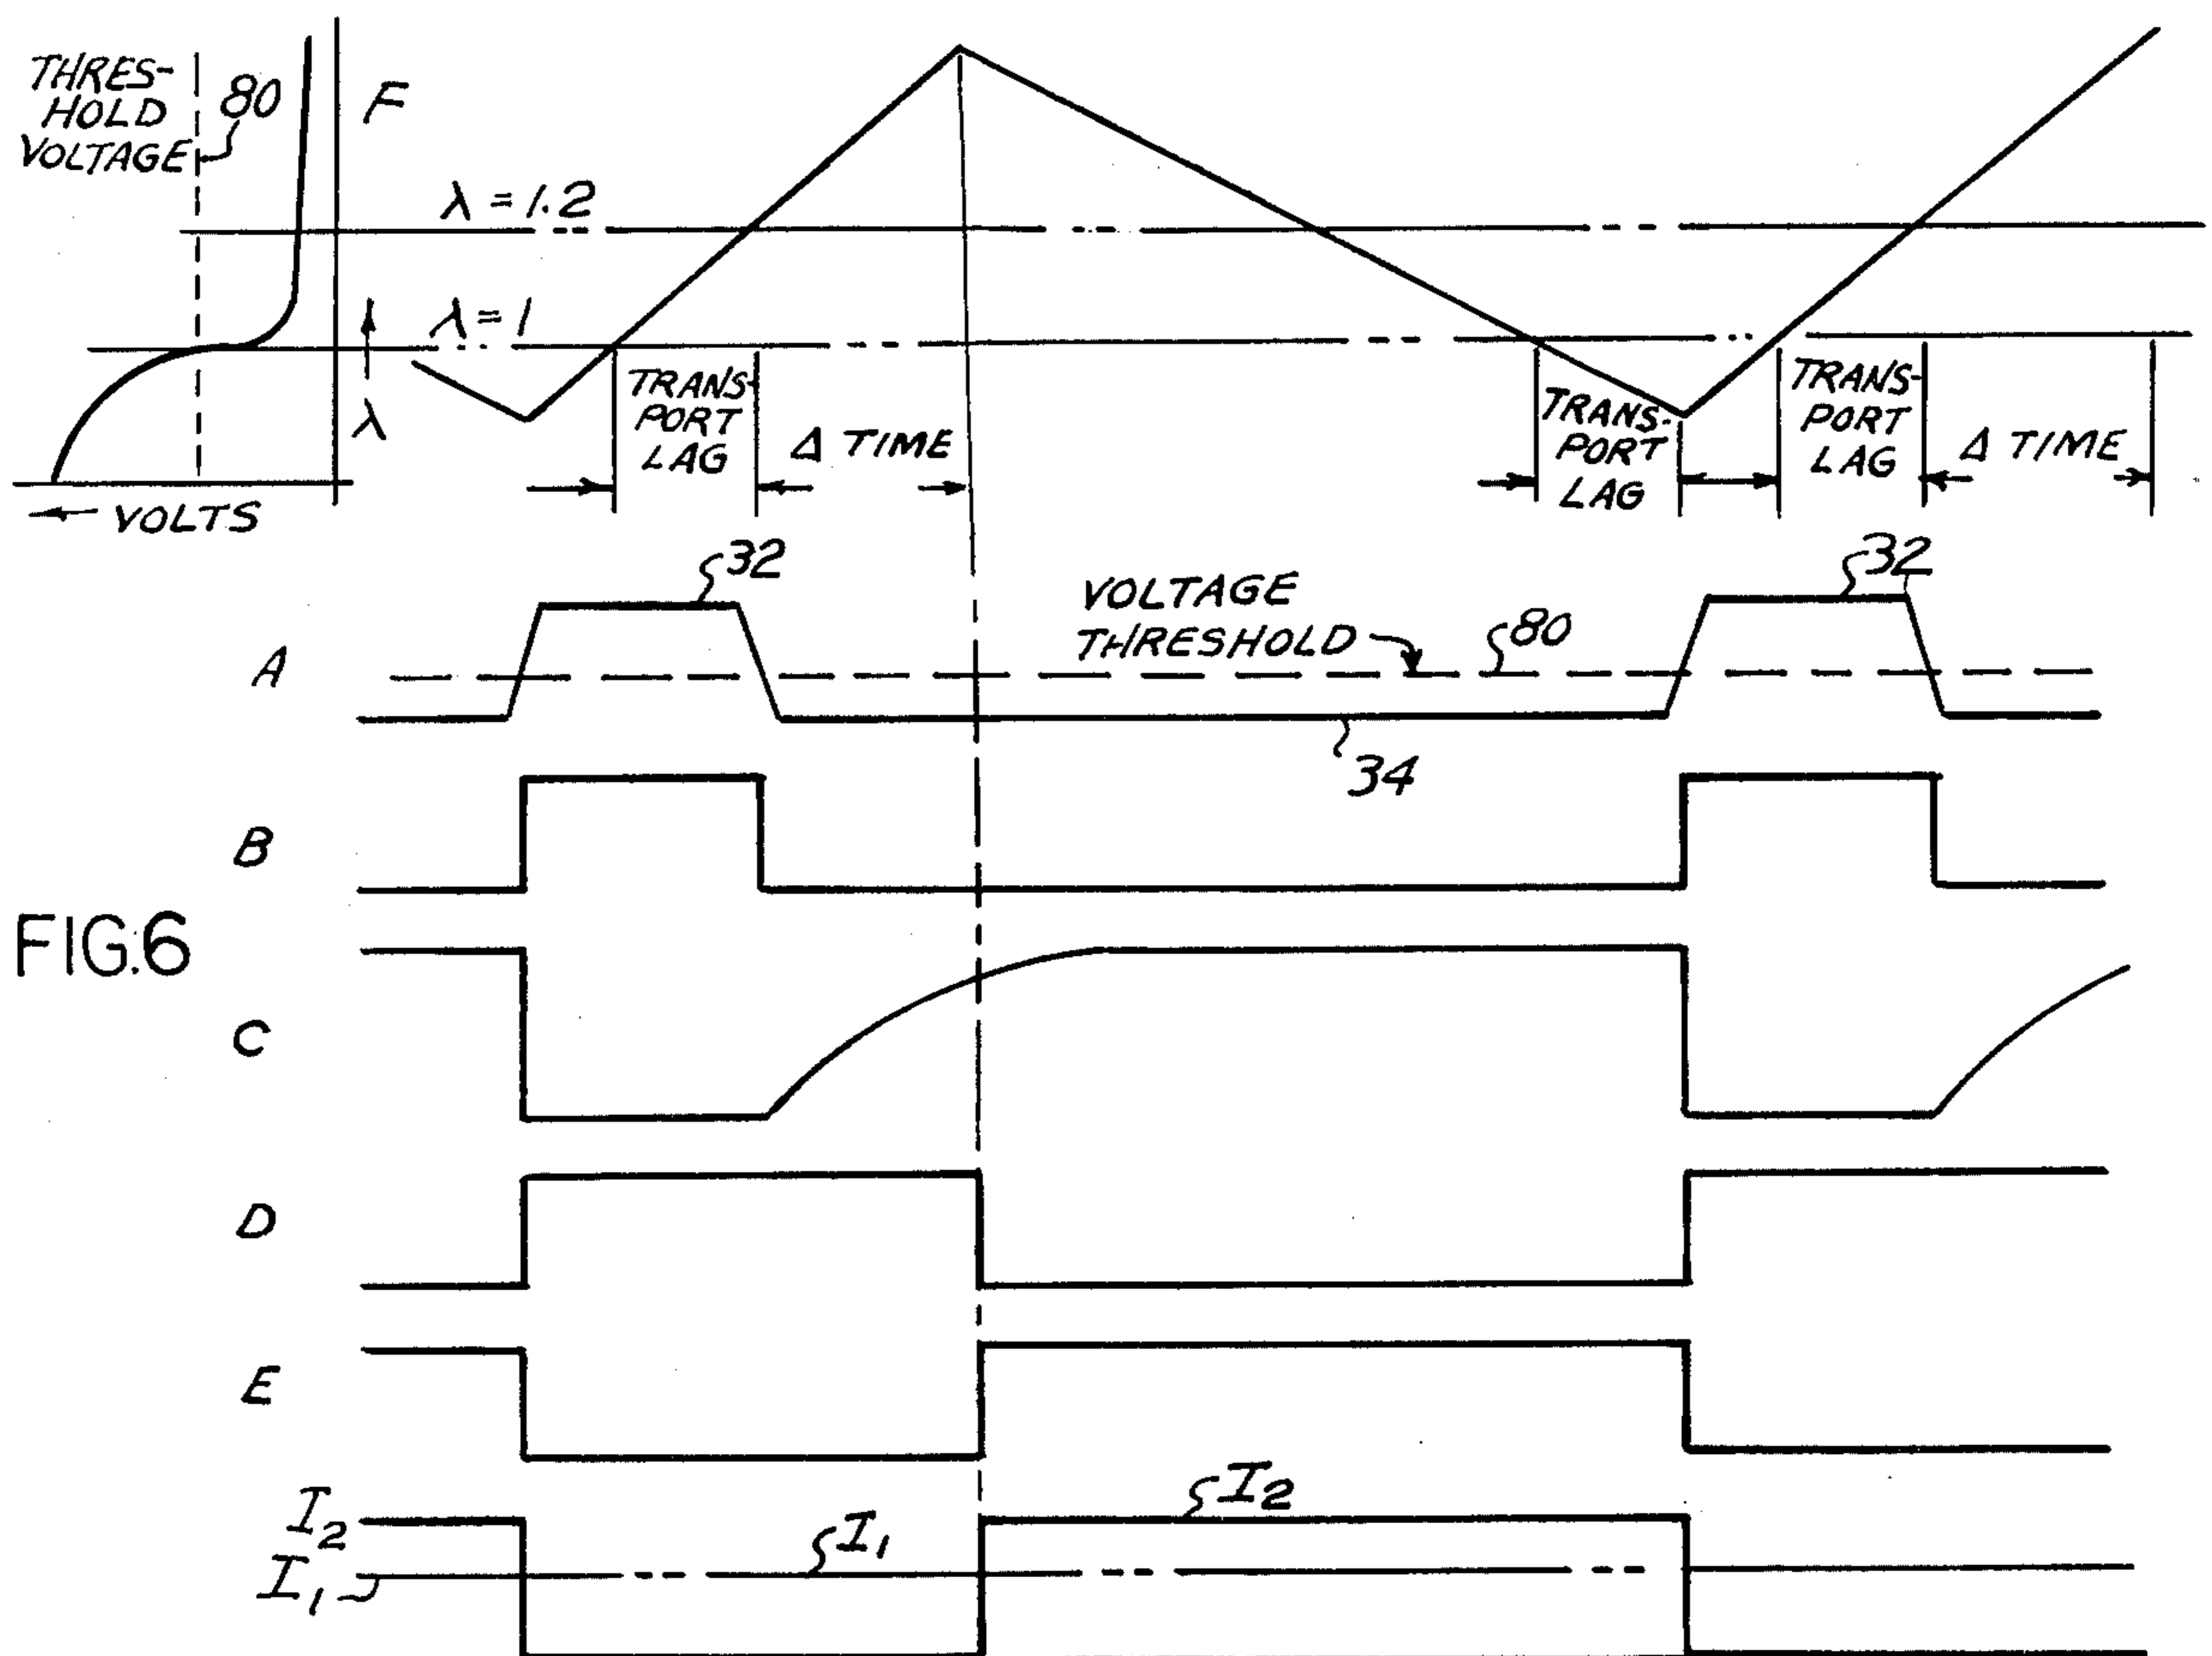 THRES-
HOLD
VOLTAGE
80
F
λ = 1.2
λ = 1
λ
VOLTS
TRANS-
PORT
LAG
Δ TIME
TRANS-
PORT
LAG
TRANS-
PORT
LAG
Δ TIME
32
32
VOLTAGE
THRESHOLD
80
A
34
B
FIG.6
C
D
E
I2
I2
I1
I1